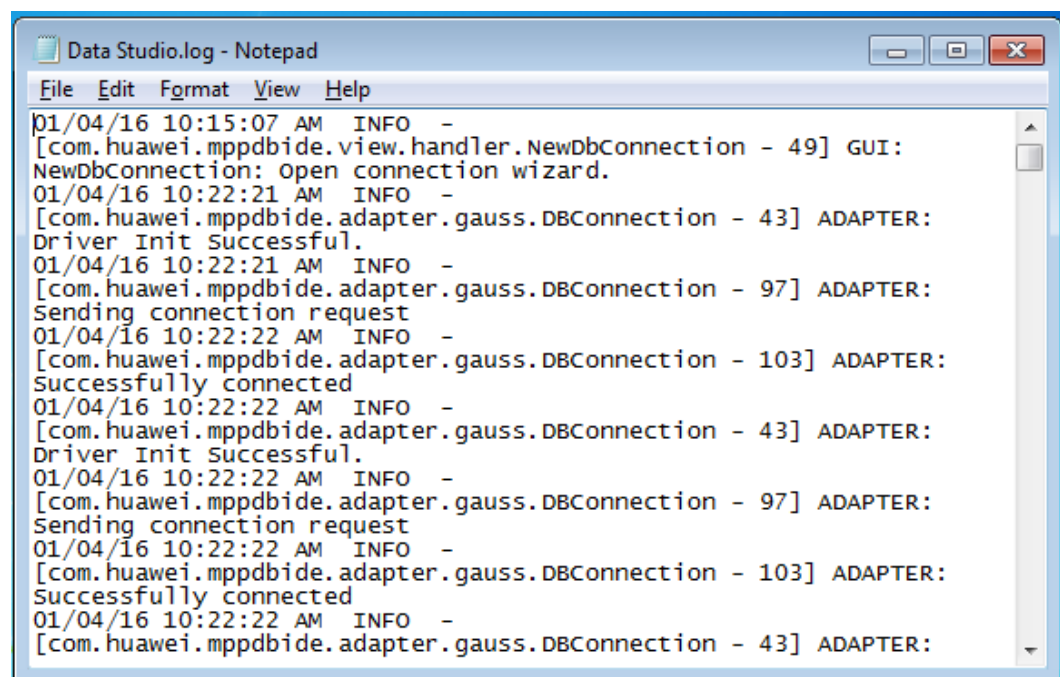 Data Studio.log - Notepad
File Edit Format View Help
01/04/16 10:15:07 AM  INFO  -
[com.huawei.mppdbide.view.handler.NewDbConnection - 49] GUI:
NewDbConnection: Open connection wizard.
01/04/16 10:22:21 AM  INFO  -
[com.huawei.mppdbide.adapter.gauss.DBConnection - 43] ADAPTER:
Driver Init Successful.
01/04/16 10:22:21 AM  INFO  -
[com.huawei.mppdbide.adapter.gauss.DBConnection - 97] ADAPTER:
Sending connection request
01/04/16 10:22:22 AM  INFO  -
[com.huawei.mppdbide.adapter.gauss.DBConnection - 103] ADAPTER:
Successfully connected
01/04/16 10:22:22 AM  INFO  -
[com.huawei.mppdbide.adapter.gauss.DBConnection - 43] ADAPTER:
Driver Init Successful.
01/04/16 10:22:22 AM  INFO  -
[com.huawei.mppdbide.adapter.gauss.DBConnection - 97] ADAPTER:
Sending connection request
01/04/16 10:22:22 AM  INFO  -
[com.huawei.mppdbide.adapter.gauss.DBConnection - 103] ADAPTER:
Successfully connected
01/04/16 10:22:22 AM  INFO  -
[com.huawei.mppdbide.adapter.gauss.DBConnection - 43] ADAPTER: